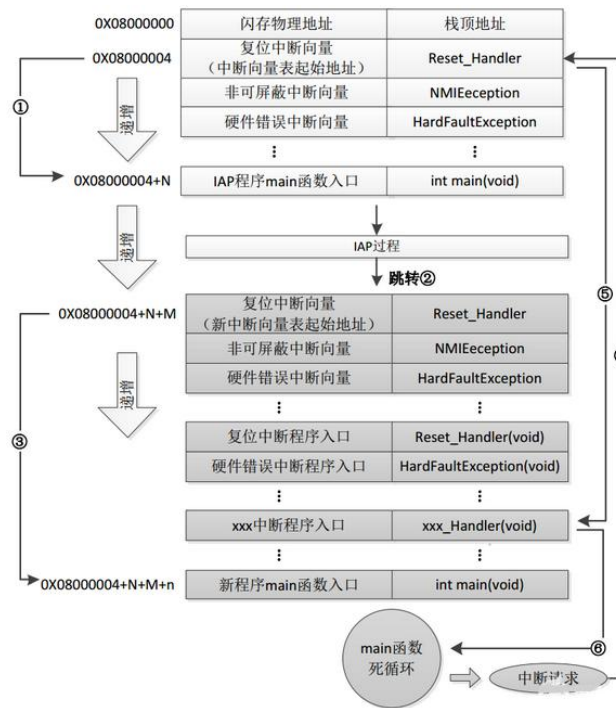 0X08000000 闪存物理地址 栈顶地址
0X08000004 复位中断向量 Reset_Handler
（中断向量表起始地址）
① 递增
非可屏蔽中断向量 NMIEeception
硬件错误中断向量 HardFaultException
0X08000004+N IAP程序main函数入口 int main(void)
递增
IAP过程
跳转②
⑤
0X08000004+N+M 复位中断向量 Reset_Handler
（新中断向量表起始地址）
非可屏蔽中断向量 NMIEeception
硬件错误中断向量 HardFaultException
递增
③
复位中断程序入口 Reset_Handler(void)
硬件错误中断程序入口 HardFaultException(void)
xxx中断程序入口 xxx_Handler(void)
0X08000004+N+M+n 新程序main函数入口 int main(void)
⑥
main函数
死循环
中断请求